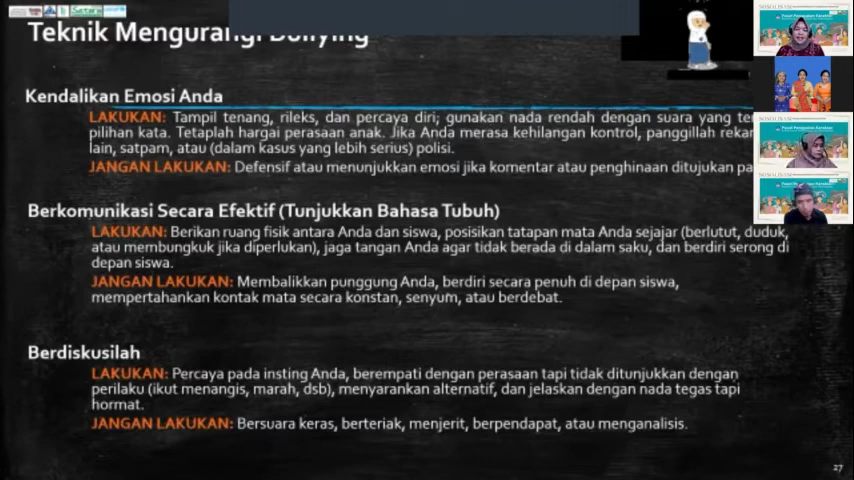 Setara
SOSIALISASI
Teknik Mengurangi Bullying
Kendalikan Emosi Anda
LAKUKAN: Tampil tenang, rileks, dan percaya diri; gunakan nada rendah dengan suara yang
pilihan kata. Tetaplah hargai perasaan anak. Jika Anda merasa kehilangan kontrol, panggillah
lain, satpam, atau (dalam kasus yang lebih serius) polisi.
JANGAN LAKUKAN: Defensif atau menunjukkan emosi jika komentar atau penghinaan ditujukan
Berkomunikasi Secara Efektif (Tunjukkan Bahasa Tubuh)
LAKUKAN: Berikan ruang fisik antara Anda dan siswa, posisikan tatapan mata Anda sejajar (berlutut, duduk,
atau membungkuk jika diperlukan), jaga tangan Anda agar tidak berada di dalam saku, dan berdiri serong di
depan siswa.
JANGAN LAKUKAN: Membalikkan punggung Anda, berdiri secara penuh di depan siswa,
mempertahankan kontak mata secara konstan, senyum, atau berdebat.
Berdiskusilah
LAKUKAN: Percaya pada insting Anda, berempati dengan perasaan tapi tidak ditunjukkan dengan
perilaku (ikut menangis, marah, dsb), menyarankan alternatif, dan jelaskan dengan nada tegas tapi
hormat.
JANGAN LAKUKAN: Bersuara keras, berteriak, menjerit, berpendapat, atau menganalisis.
27